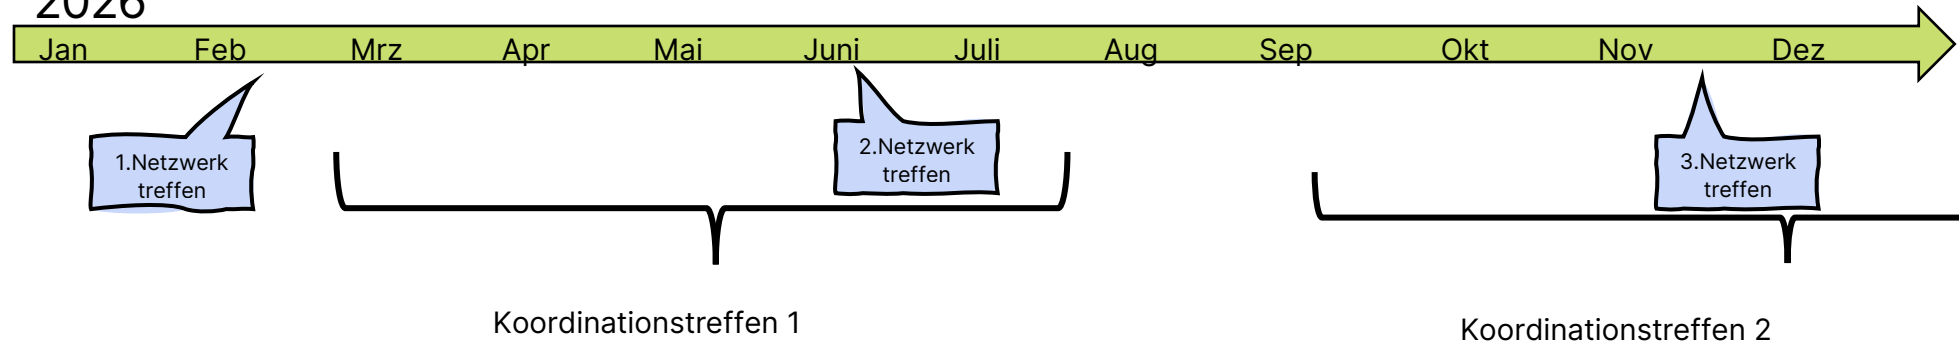 2026
Jan Feb Mrz Apr Mai Juni Juli Aug Sep Okt Nov Dez
1.Netzwerk
treffen
2.Netzwerk
treffen
3.Netzwerk
treffen
Koordinationstreffen 1
Koordinationstreffen 2